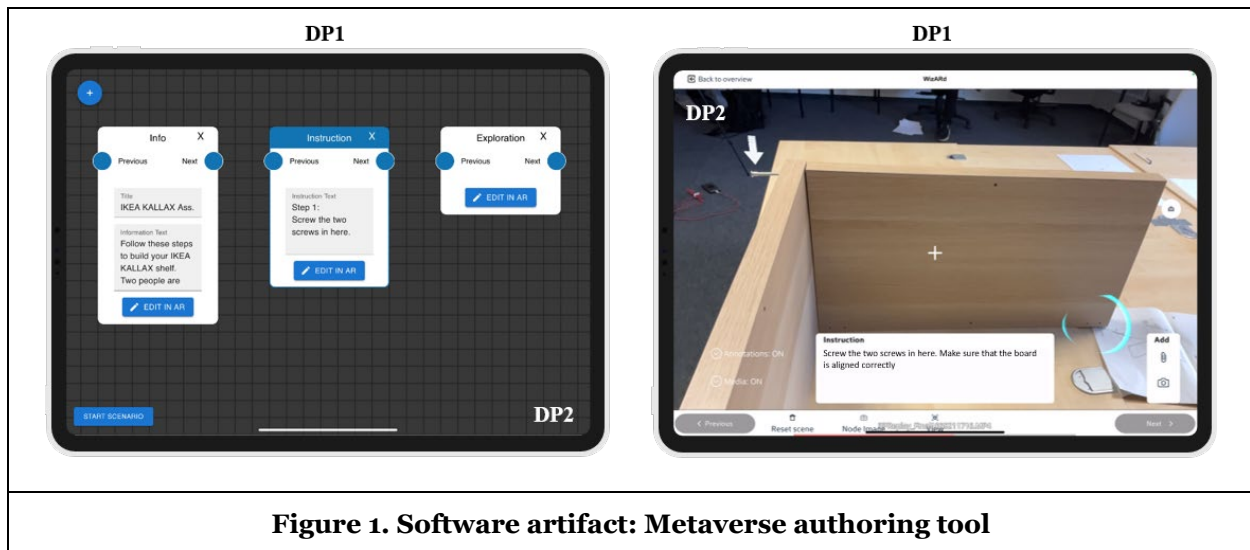 DP1
DP1
+
Info X
Previous Next
Title
IKEA KALLAX Ass.
Information Text
Follow these steps
to build your IKEA
KALLAX shelf.
Two people are
EDIT IN AR
Instruction X
Previous Next
Instruction Text
Step 1:
Screw the two
screws in here.
EDIT IN AR
Exploration X
Previous Next
EDIT IN AR
START SCENARIO
DP2
Back to overview
WizARd
DP2
Annotations: ON
Media: ON
Instruction
Screw the two screws in here. Make sure that the board
is aligned correctly
Add
< Previous
Reset scene
Node Image
View
Next >
Figure 1. Software artifact: Metaverse authoring tool